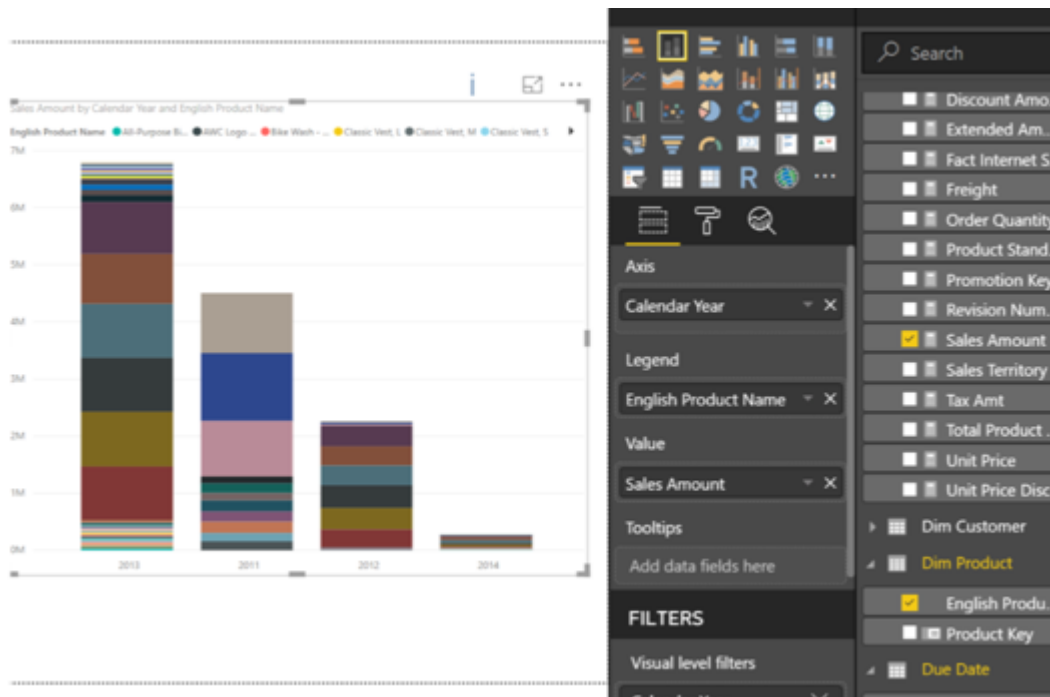 Sales Amount by Calendar Year and English Product Name
English Product Name All-Purpose Bi... AWC Logo ... Bike Wash - ... Classic Vest, L Classic Vest, M Classic Vest, S
7M
6M
5M
4M
3M
2M
1M
0M
2013 2011 2012 2014
R
Axis
Calendar Year
Legend
English Product Name
Value
Sales Amount
Tooltips
Add data fields here
FILTERS
Visual level filters
Search
Discount Amo
Extended Am...
Fact Internet S
Freight
Order Quantity
Product Stand.
Promotion Key
Revision Num.
Sales Amount
Sales Territory
Tax Amt
Total Product .
Unit Price
Unit Price Disc
Dim Customer
Dim Product
English Produ.
Product Key
Due Date